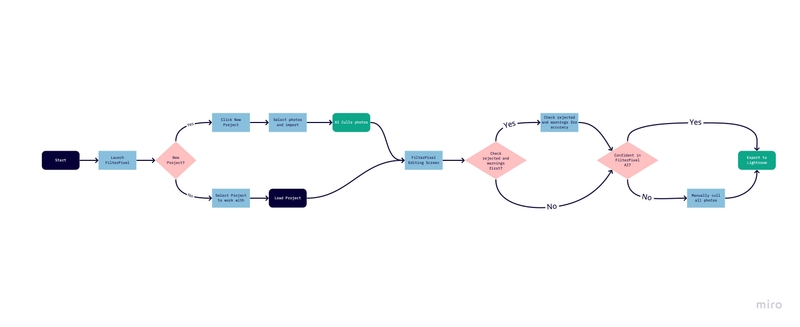 Start
Launch
FilterPixel
New
Project?
Yes
Click New
Project
Select photos
and import
AI Culls photos
No
Select Project
to work with
Load Project
FilterPixel
Editing Screen
Check
rejected and
warnings
first?
Yes
Check rejected
and warnings for
accuracy
No
Confident in
FilterPixel
AI?
Yes
No
Manually cull
all photos
Export to
Lightroom
miro